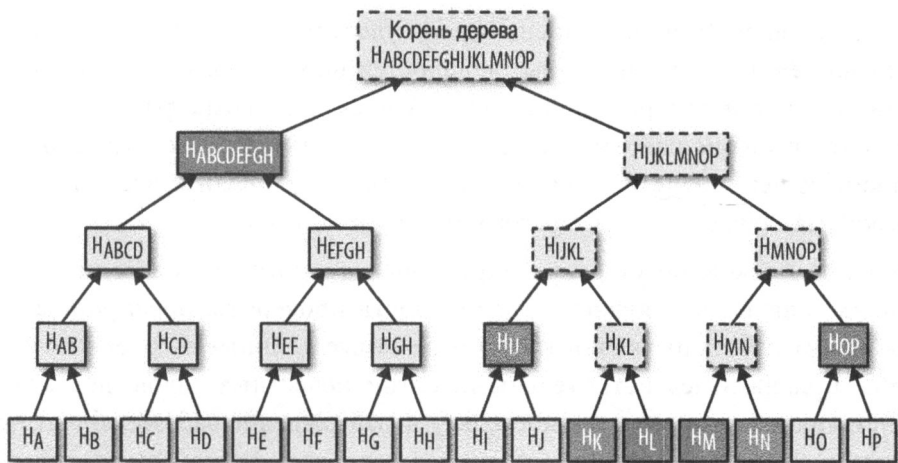 Корень дерева
HABCDEFGHIJKLMNOP
HABCDEFGH
HIJKLMNOP
HABCD
HEFGH
HIJKL
HMNOP
HAB
HCD
HEF
HGH
HIJ
HKL
HMN
HOP
HA
HB
HC
HD
HE
HF
HG
HH
HI
HJ
HK
HL
HM
HN
HO
HP